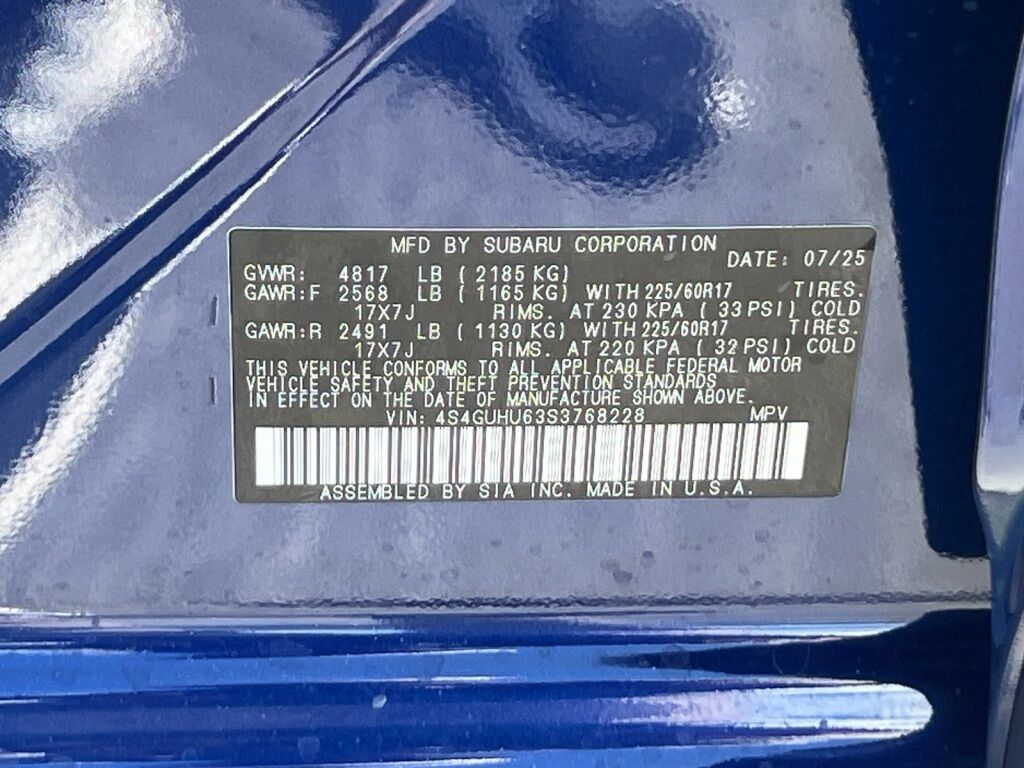 MFD BY SUBARU CORPORATION
DATE: 07/25
GVWR: 4817 LB ( 2185 KG)
GAWR:F 2568 LB ( 1165 KG) WITH 225/60R17 TIRES.
17X7J RIMS. AT 230 KPA ( 33 PSI) COLD
GAWR:R 2491 LB ( 1130 KG) WITH 225/60R17 TIRES.
17X7J RIMS. AT 220 KPA ( 32 PSI) COLD
THIS VEHICLE CONFORMS TO ALL APPLICABLE FEDERAL MOTOR
VEHICLE SAFETY AND THEFT PREVENTION STANDARDS
IN EFFECT ON THE DATE OF MANUFACTURE SHOWN ABOVE.
VIN: 4S4GUHU63S3768228 MPV
ASSEMBLED BY SIA INC. MADE IN U.S.A.